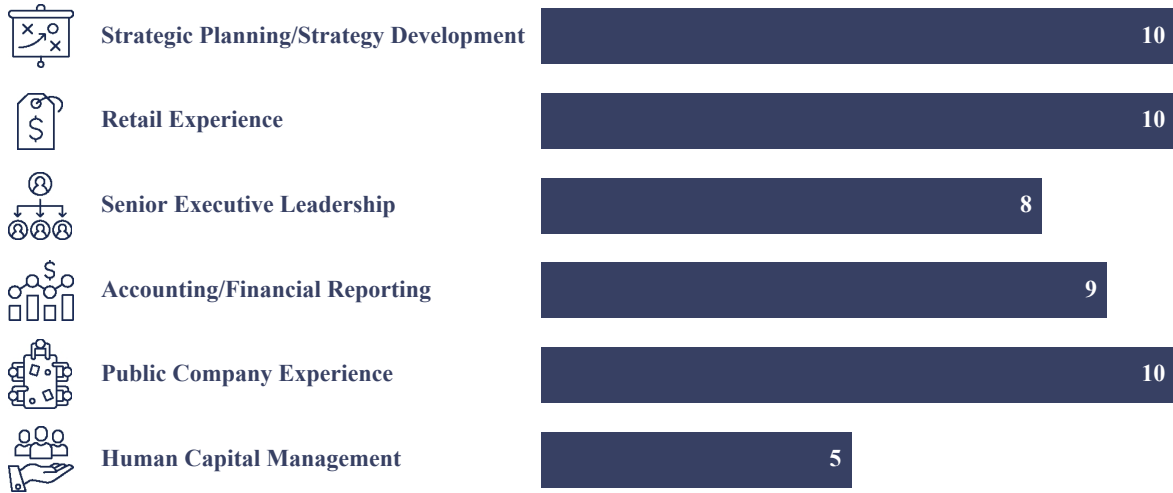 Strategic Planning/Strategy Development 10
Retail Experience 10
Senior Executive Leadership 8
Accounting/Financial Reporting 9
Public Company Experience 10
Human Capital Management 5